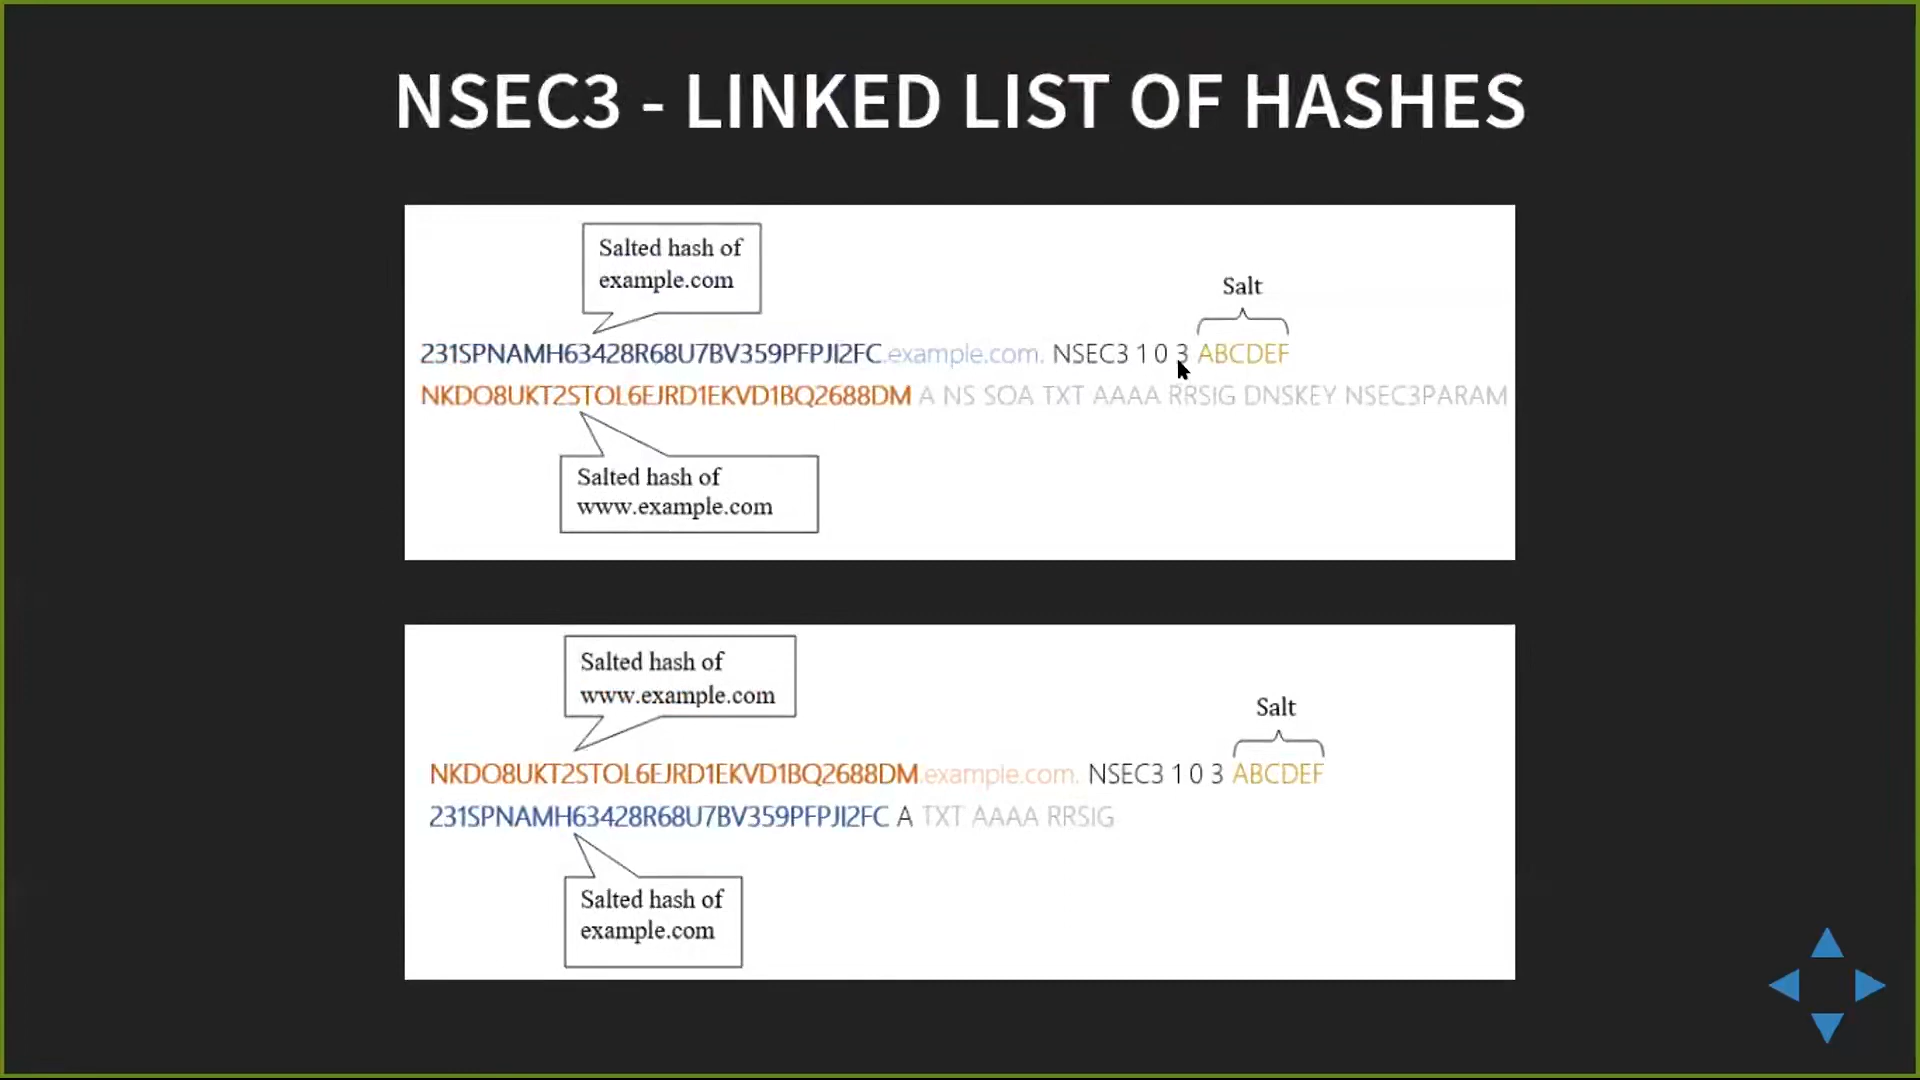 NSEC3 - LINKED LIST OF HASHES
Salted hash of
example.com
Salt
231SPNAMH63428R68U7BV359PFPJI2FC.example.com. NSEC3 1 0 3 ABCDEF
NKDO8UKT2STOL6EJRD1EKVD1BQ2688DM A NS SOA TXT AAAA RRSIG DNSKEY NSEC3PARAM
Salted hash of
www.example.com
Salted hash of
www.example.com
Salt
NKDO8UKT2STOL6EJRD1EKVD1BQ2688DM.example.com. NSEC3 1 0 3 ABCDEF
231SPNAMH63428R68U7BV359PFPJI2FC A TXT AAAA RRSIG
Salted hash of
example.com